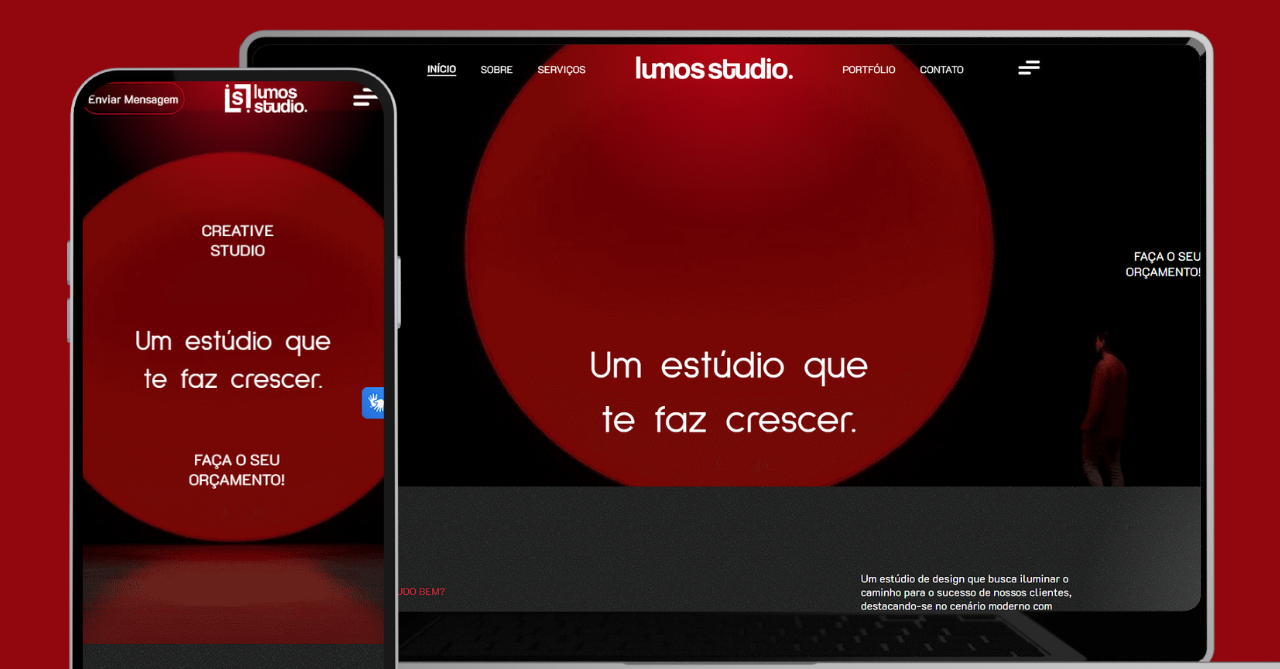 Enviar Mensagem
lS
lumos
studio.
CREATIVE
STUDIO
Um estúdio que
te faz crescer.
FAÇA O SEU
ORÇAMENTO!
INÍCIO
SOBRE
SERVIÇOS
lumos studio.
PORTFÓLIO
CONTATO
FAÇA O SEU
ORÇAMENTO!
Um estúdio que
te faz crescer.
UDO BEM?
Um estúdio de design que busca iluminar o
caminho para o sucesso de nossos clientes,
destacando-se no cenário moderno com